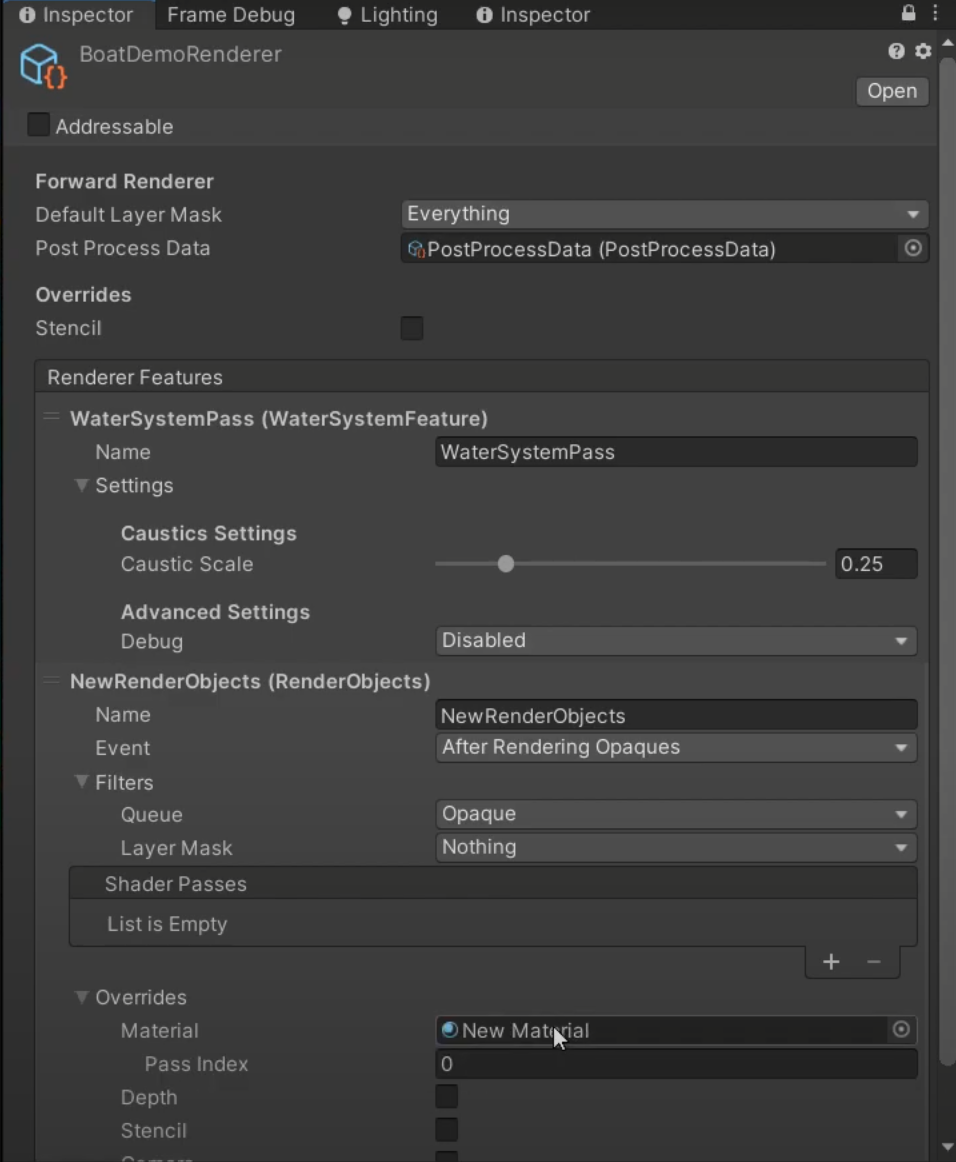 Inspector Frame Debug Lighting Inspector
BoatDemoRenderer
Open
Addressable
Forward Renderer
Default Layer Mask Everything
Post Process Data PostProcessData (PostProcessData)
Overrides
Stencil
Renderer Features
WaterSystemPass (WaterSystemFeature)
Name WaterSystemPass
Settings
Caustics Settings
Caustic Scale 0.25
Advanced Settings
Debug Disabled
NewRenderObjects (RenderObjects)
Name NewRenderObjects
Event After Rendering Opaques
Filters
Queue Opaque
Layer Mask Nothing
Shader Passes
List is Empty
+ −
Overrides
Material New Material
Pass Index 0
Depth
Stencil